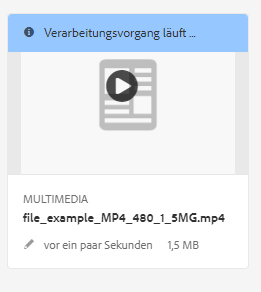 Verarbeitungsvorgang läuft ...
MULTIMEDIA
file_example_MP4_480_1_5MG.mp4
vor ein paar Sekunden 1,5 MB